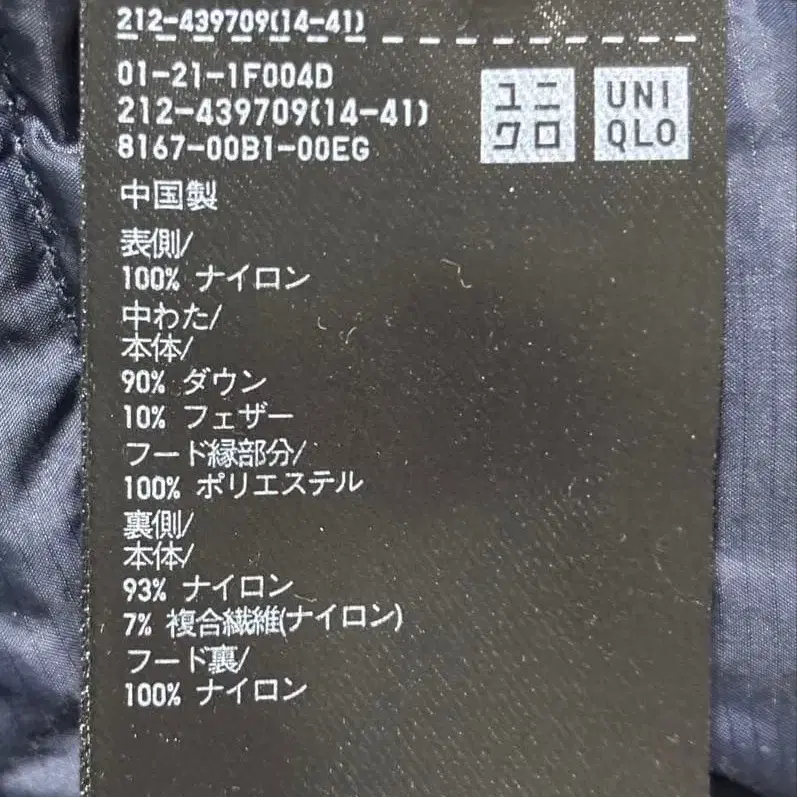 212-439709(14-41)
01-21-1F004D
212-439709(14-41)
8167-00B1-00EG
ユニ
クロ
UNI
QLO
中国製
表側/
100% ナイロン
中わた/
本体/
90% ダウン
10% フェザー
フード縁部分/
100% ポリエステル
裏側/
本体/
93% ナイロン
7% 複合繊維(ナイロン)
フード裏/
100% ナイロン